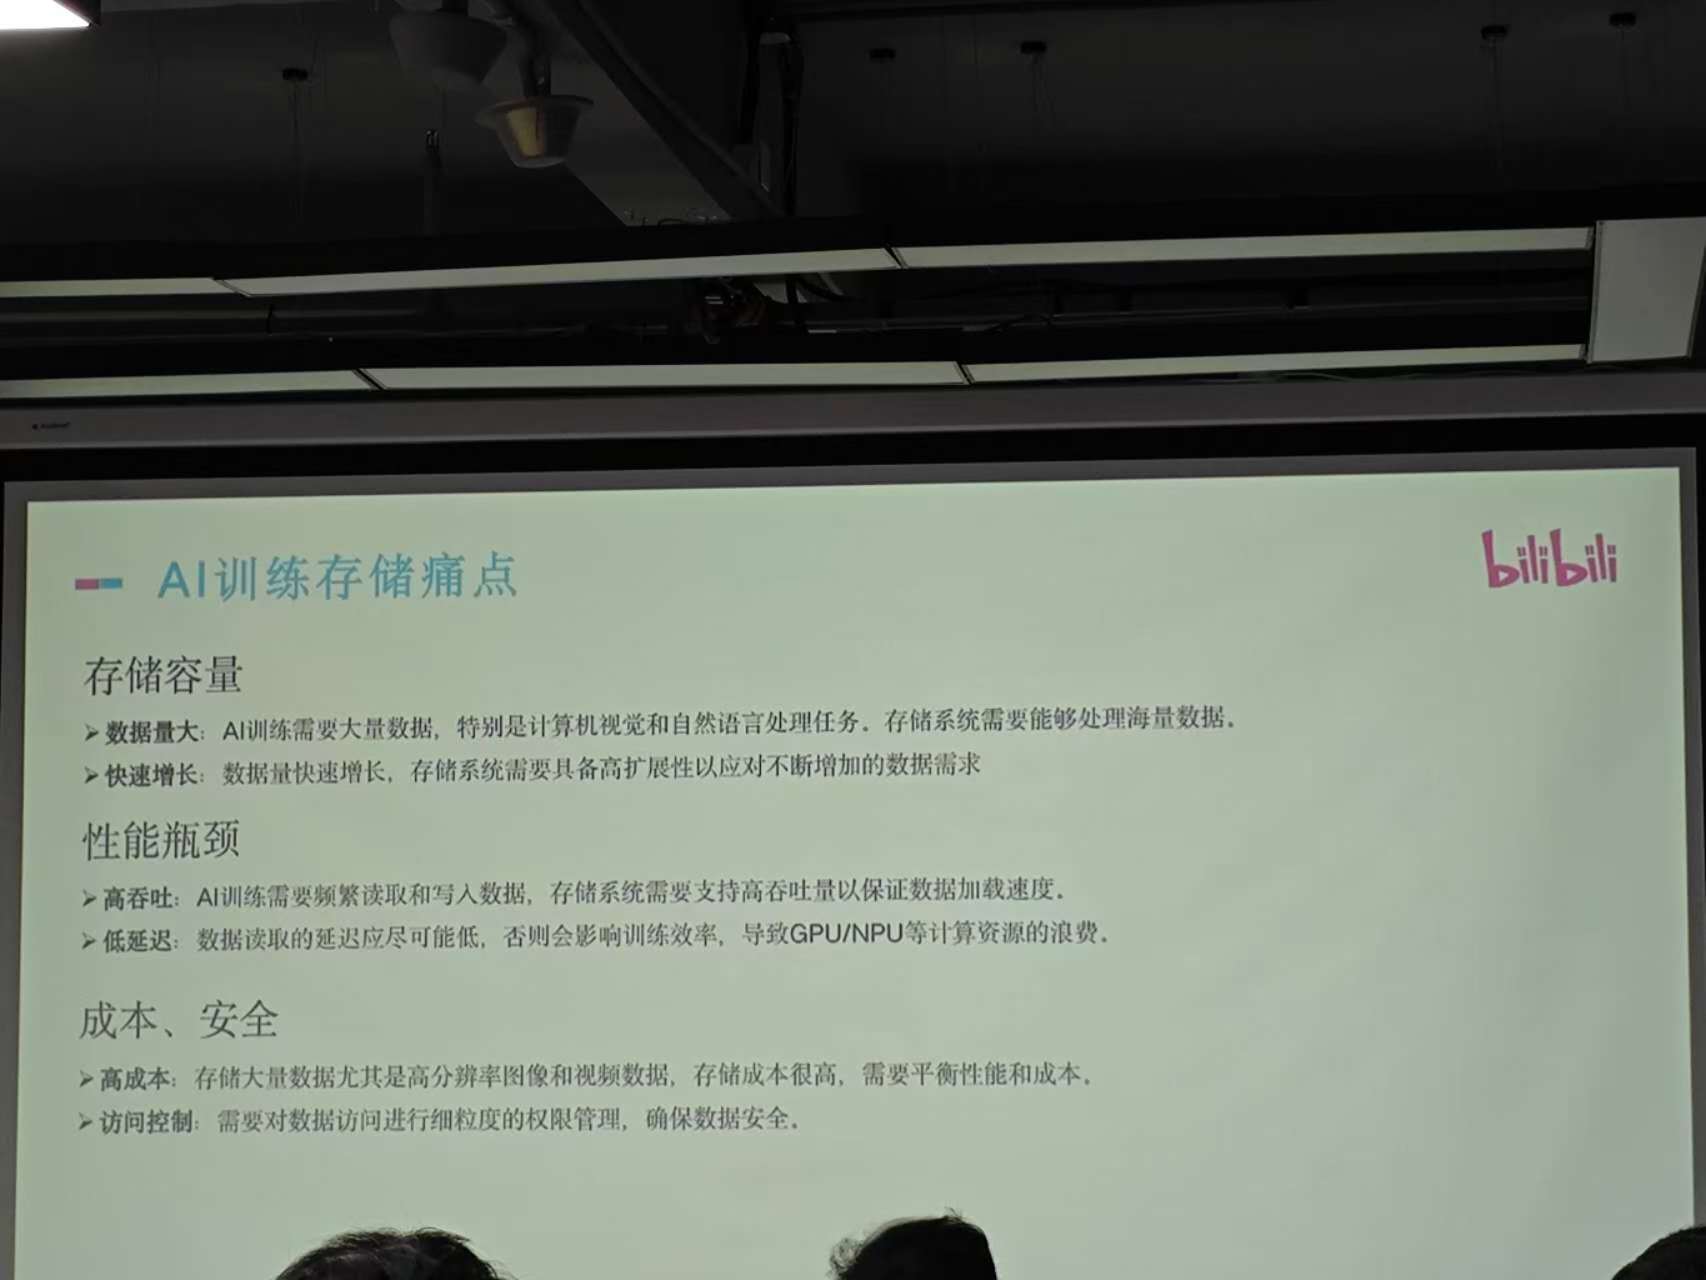 AI训练存储痛点
bilibili
存储容量
➢ 数据量大：AI训练需要大量数据，特别是计算机视觉和自然语言处理任务。存储系统需要能够处理海量数据。
➢ 快速增长：数据量快速增长，存储系统需要具备高扩展性以应对不断增加的数据需求
性能瓶颈
➢ 高吞吐：AI训练需要频繁读取和写入数据，存储系统需要支持高吞吐量以保证数据加载速度。
➢ 低延迟：数据读取的延迟应尽可能低，否则会影响训练效率，导致GPU/NPU等计算资源的浪费。
成本、安全
➢ 高成本：存储大量数据尤其是高分辨率图像和视频数据，存储成本很高，需要平衡性能和成本。
➢ 访问控制：需要对数据访问进行细粒度的权限管理，确保数据安全。